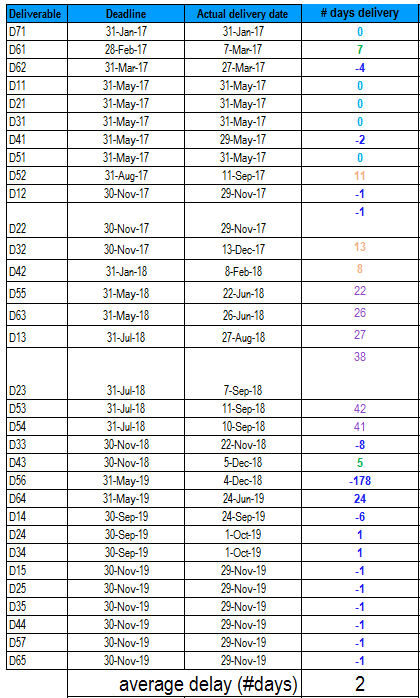 Deliverable Deadline Actual delivery date # days delivery
D71 31-Jan-17 31-Jan-17 0
D61 28-Feb-17 7-Mar-17 7
D62 31-Mar-17 27-Mar-17 -4
D11 31-May-17 31-May-17 0
D21 31-May-17 31-May-17 0
D31 31-May-17 31-May-17 0
D41 31-May-17 29-May-17 -2
D51 31-May-17 31-May-17 0
D52 31-Aug-17 11-Sep-17 11
D12 30-Nov-17 29-Nov-17 -1
D22 30-Nov-17 29-Nov-17 -1
D32 30-Nov-17 13-Dec-17 13
D42 31-Jan-18 8-Feb-18 8
D55 31-May-18 22-Jun-18 22
D63 31-May-18 26-Jun-18 26
D13 31-Jul-18 27-Aug-18 27
D23 31-Jul-18 7-Sep-18 38
D53 31-Jul-18 11-Sep-18 42
D54 31-Jul-18 10-Sep-18 41
D33 30-Nov-18 22-Nov-18 -8
D43 30-Nov-18 5-Dec-18 5
D56 31-May-19 4-Dec-18 -178
D64 31-May-19 24-Jun-19 24
D14 30-Sep-19 24-Sep-19 -6
D24 30-Sep-19 1-Oct-19 1
D34 30-Sep-19 1-Oct-19 1
D15 30-Nov-19 29-Nov-19 -1
D25 30-Nov-19 29-Nov-19 -1
D35 30-Nov-19 29-Nov-19 -1
D44 30-Nov-19 29-Nov-19 -1
D57 30-Nov-19 29-Nov-19 -1
D65 30-Nov-19 29-Nov-19 -1
average delay (#days) 2